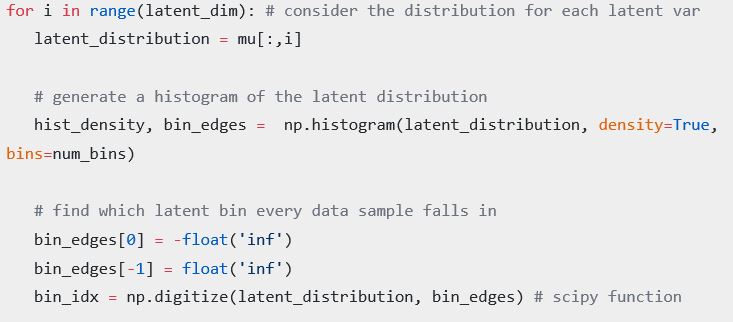 for i in range(latent_dim): # consider the distribution for each latent var
   latent_distribution = mu[:,i]

   # generate a histogram of the latent distribution
   hist_density, bin_edges =  np.histogram(latent_distribution, density=True,
bins=num_bins)

   # find which latent bin every data sample falls in
   bin_edges[0] = -float('inf')
   bin_edges[-1] = float('inf')
   bin_idx = np.digitize(latent_distribution, bin_edges) # scipy function